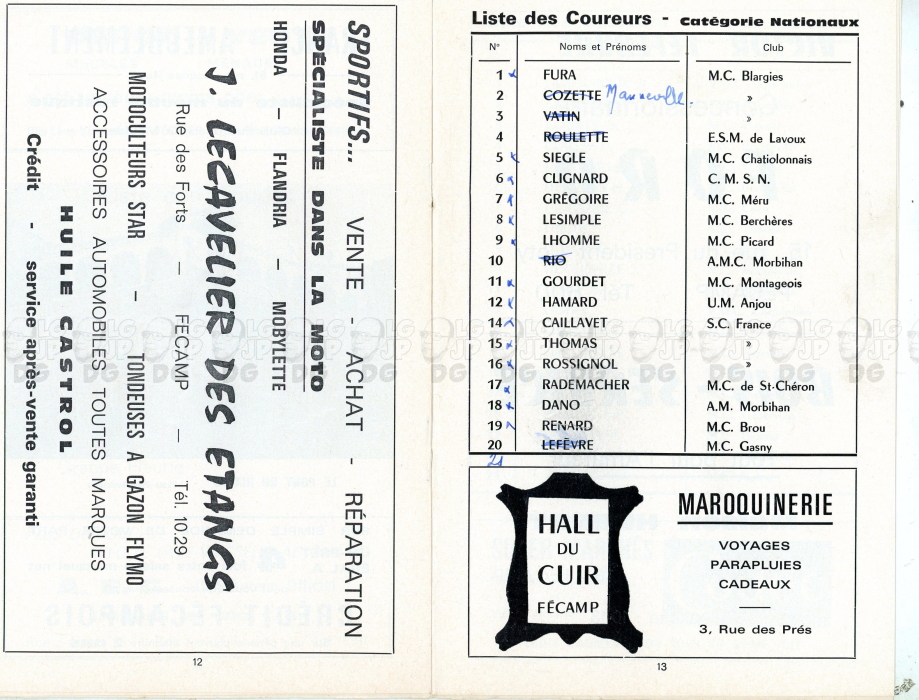 SPORTIFS... VENTE - ACHAT - RÉPARATION
SPÉCIALISTE DANS LA MOTO
HONDA — FLANDRIA — MOBYLETTE
J. LECAVELIER DES ETANGS
Rue des Forts — FÉCAMP — Tél. 10.29
MOTOCULTEURS STAR - TONDEUSES A GAZON FLYMO
ACCESSOIRES AUTOMOBILES TOUTES MARQUES
HUILE CASTROL
Crédit - service après-vente garanti
12
Liste des Coureurs - Catégorie Nationaux
N° Noms et Prénoms Club
1 FURA M.C. Blargies
2 COZETTE
3 VATIN »
4 ROULETTE E.S.M. de Lavoux
5 SIEGLE M.C. Chatiolonnais
6 CLIGNARD C. M. S. N.
7 GRÉGOIRE M.C. Méru
8 LESIMPLE M.C. Berchères
9 LHOMME M.C. Picard
10 RIO A.M.C. Morbihan
11 GOURDET M.C. Montageois
12 HAMARD U.M. Anjou
14 CAILLAVET S.C. France
15 THOMAS »
16 ROSSIGNOL »
17 RADEMACHER M.C. de St-Chéron
18 DANO A.M. Morbihan
19 RENARD M.C. Brou
20 LEFÈVRE M.C. Gasny
21
HALL
DU
CUIR
FÉCAMP
MAROQUINERIE
VOYAGES
PARAPLUIES
CADEAUX
3, Rue des Prés
13